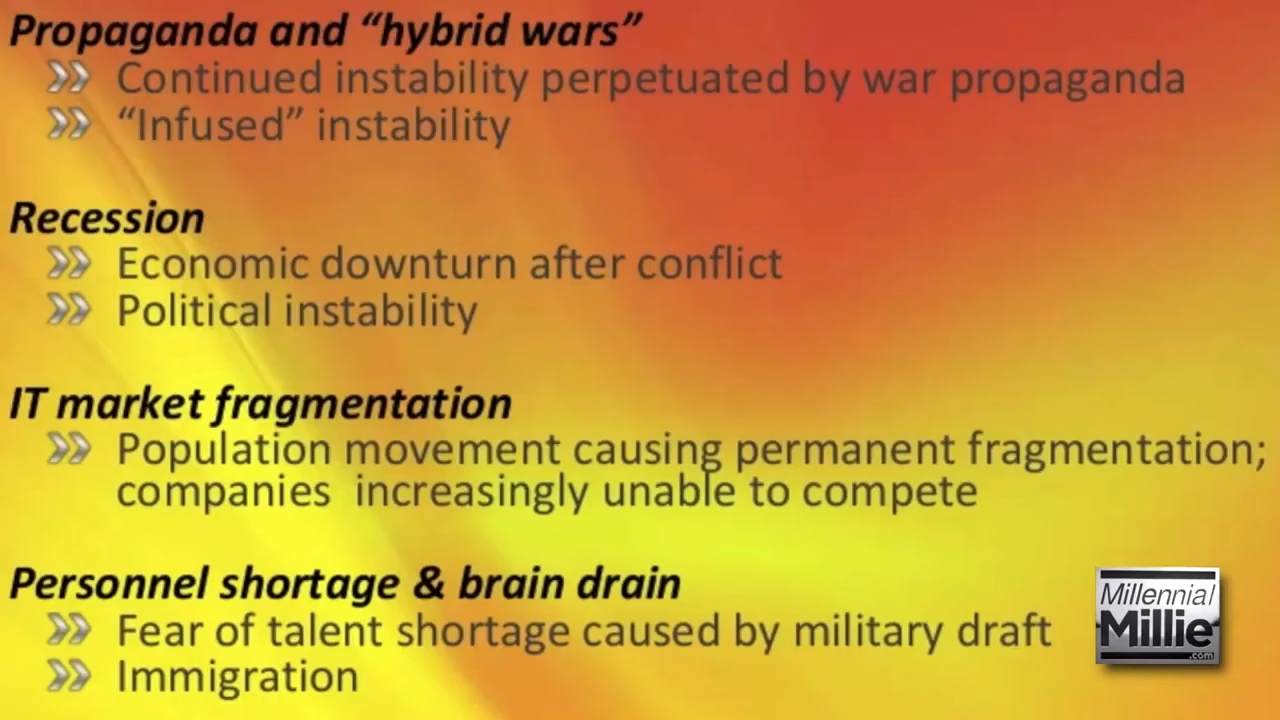 Propaganda and “hybrid wars”
Continued instability perpetuated by war propaganda
“Infused” instability
Recession
Economic downturn after conflict
Political instability
IT market fragmentation
Population movement causing permanent fragmentation;
companies increasingly unable to compete
Personnel shortage & brain drain
Fear of talent shortage caused by military draft
Immigration
Millennial
Millie
.com